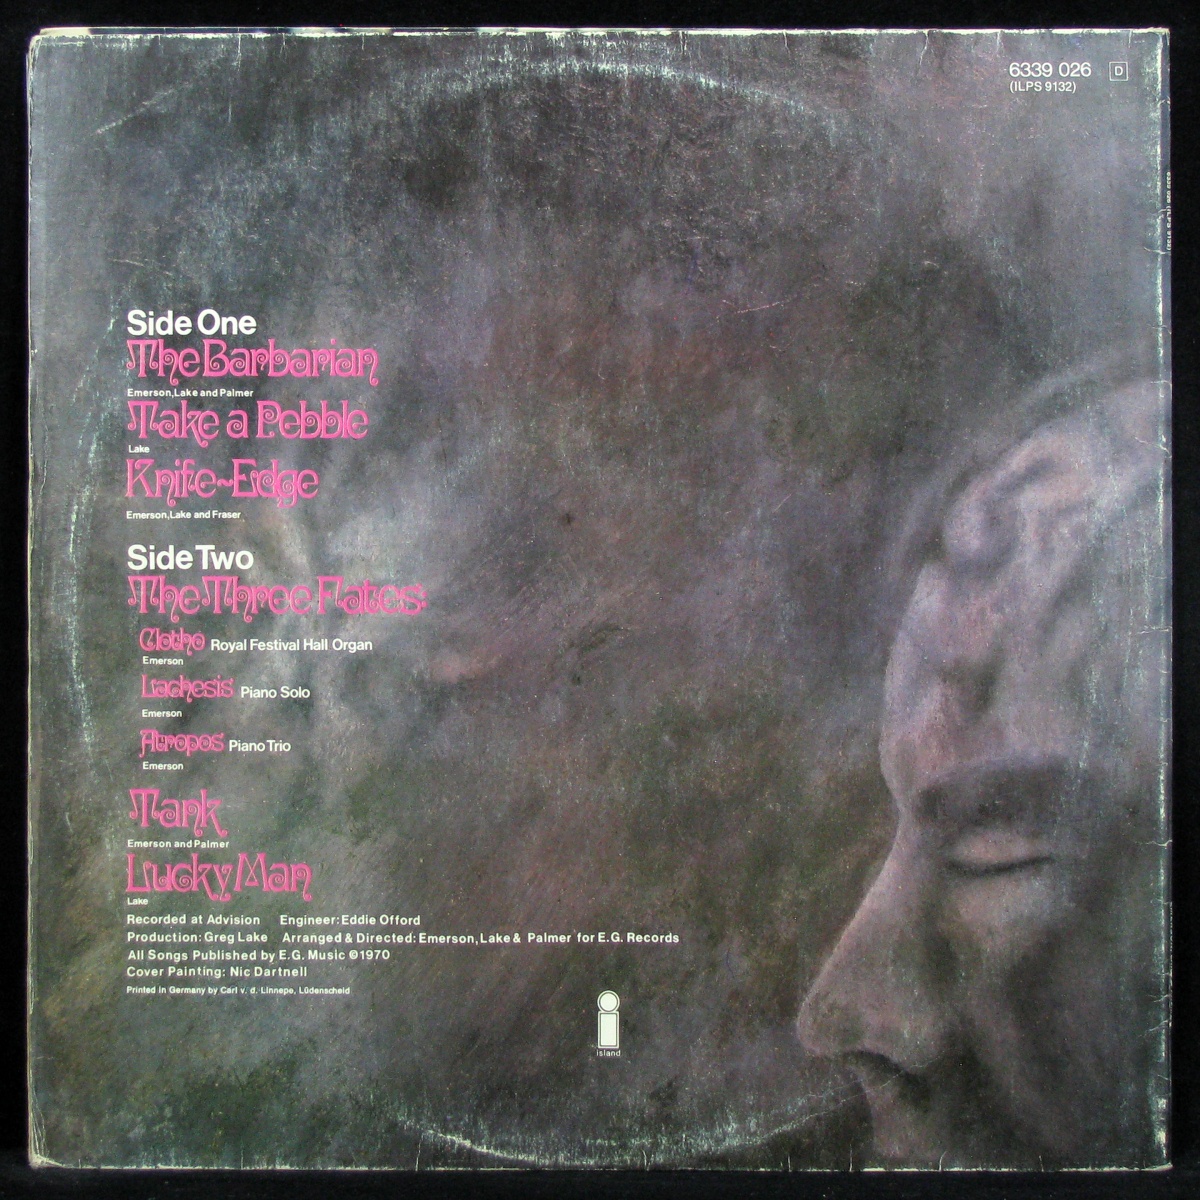 6339 026 D
(ILPS 9132)
Side One
The Barbarian
Emerson, Lake and Palmer
Take a Pebble
Lake
Knife~Edge
Emerson, Lake and Fraser
Side Two
The Three Fates:
Clotho Royal Festival Hall Organ
Emerson
Lachesis Piano Solo
Emerson
Atropos Piano Trio
Emerson
Tank
Emerson and Palmer
Lucky Man
Lake
Recorded at Advision Engineer: Eddie Offord
Production: Greg Lake Arranged & Directed: Emerson, Lake & Palmer for E.G. Records
All Songs Published by E.G. Music ©1970
Cover Painting: Nic Dartnell
Printed in Germany by Carl v. d. Linnepe, Lüdenscheid
island